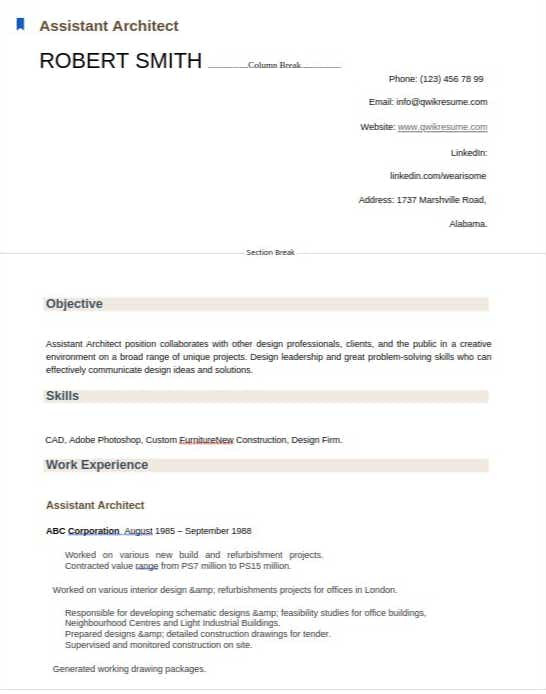 Assistant Architect
ROBERT SMITH
Column Break
Phone: (123) 456 78 99
Email: info@qwikresume.com
Website: www.qwikresume.com
LinkedIn:
linkedin.com/wearisome
Address: 1737 Marshville Road,
Alabama.
Section Break
Objective
Assistant Architect position collaborates with other design professionals, clients, and the public in a creative
environment on a broad range of unique projects. Design leadership and great problem-solving skills who can
effectively communicate design ideas and solutions.
Skills
CAD, Adobe Photoshop, Custom FurnitureNew Construction, Design Firm.
Work Experience
Assistant Architect
ABC Corporation  August 1985 – September 1988
Worked on various new build and refurbishment projects.
Contracted value range from PS7 million to PS15 million.
Worked on various interior design &amp; refurbishments projects for offices in London.
Responsible for developing schematic designs &amp; feasibility studies for office buildings,
Neighbourhood Centres and Light Industrial Buildings.
Prepared designs &amp; detailed construction drawings for tender.
Supervised and monitored construction on site.
Generated working drawing packages.